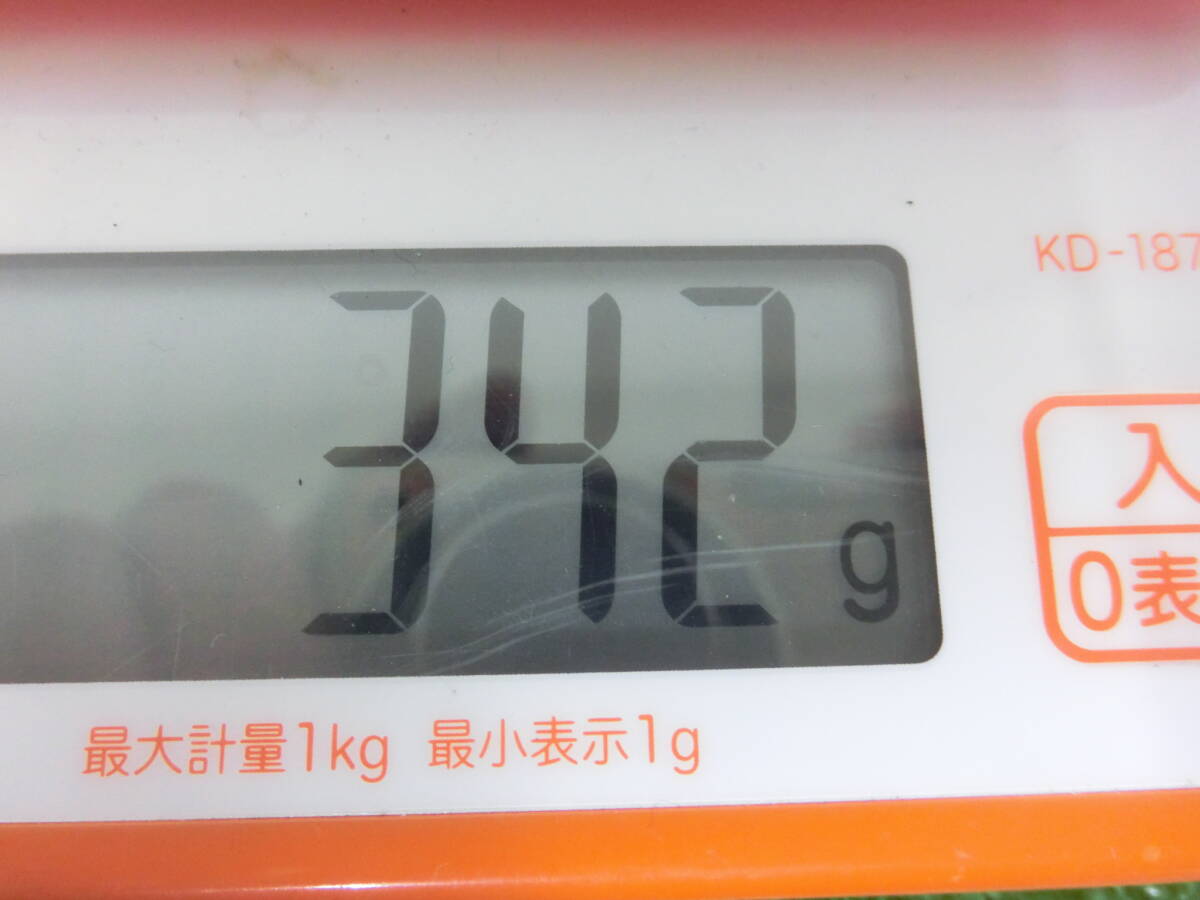 KD-187
342 g
入
0表
最大計量1kg 最小表示1g